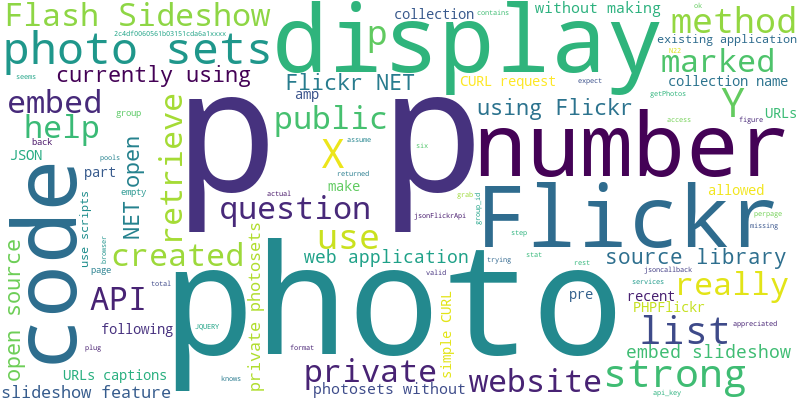 Flash Sideshow
2c4df0060561b03151cda6a1xxxx
collection
contains
without making
ok
method
photo sets
display
p
existing application
marked
currently using
CURL request
N22
collection name
seems
Flickr NET
getPhotos
embed
amp
using Flickr
Y
URLs
group
help
retrieve
p p
public
number
access
figure
back
X
assume
six
JSON
pools
NET open
part
empty
make
returned
grab
allowed
code
use scripts
question
actual
jsonFlickrApi
group_id
Flickr
perpage
missing
created
use
step
browser
web application
trying
stat
source library
open source
page
private photosets
photo
valid
rest
jsoncallback
API
total
simple CURL
pre
services
recent
really
following
JQUERY
format
PHPFlickr
list
appreciated
plug
embed slideshow
URLs captions
knows
private
website
strong
slideshow feature
photosets without
api_key